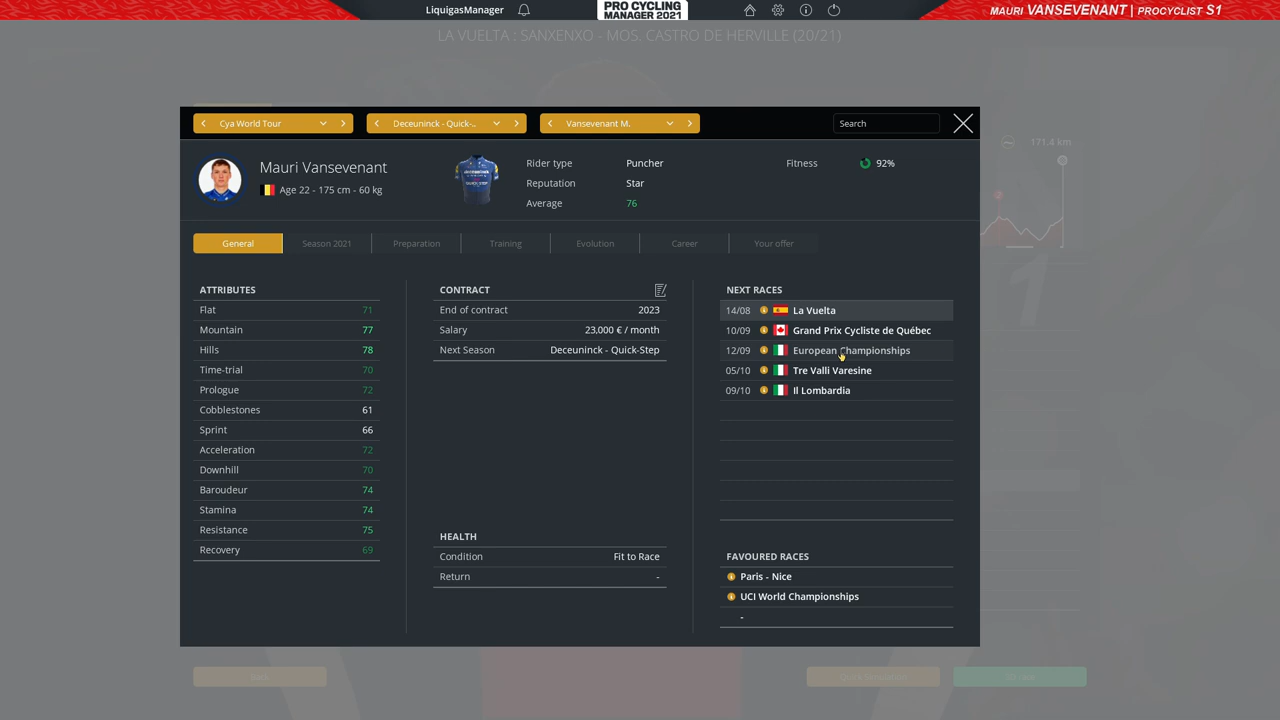 LiquigasManager
PRO CYCLING
MANAGER 2021
MAURI VANSEVENANT | PROCYCLIST S1
LA VUELTA : SANXENXO - MOS. CASTRO DE HERVILLE (20/21)
Cya World Tour
Deceuninck - Quick-..
Vansevenant M.
Search
Mauri Vansevenant
Age 22 - 175 cm - 60 kg
Rider type Puncher
Reputation Star
Average 76
Fitness 92%
171.4 km
General
Season 2021
Preparation
Training
Evolution
Career
Your offer
ATTRIBUTES
Flat 71
Mountain 77
Hills 78
Time-trial 70
Prologue 72
Cobblestones 61
Sprint 66
Acceleration 72
Downhill 70
Baroudeur 74
Stamina 74
Resistance 75
Recovery 69
CONTRACT
End of contract 2023
Salary 23,000 € / month
Next Season Deceuninck - Quick-Step
HEALTH
Condition Fit to Race
Return -
NEXT RACES
14/08 La Vuelta
10/09 Grand Prix Cycliste de Québec
12/09 European Championships
05/10 Tre Valli Varesine
09/10 Il Lombardia
FAVOURED RACES
Paris - Nice
UCI World Championships
-
1